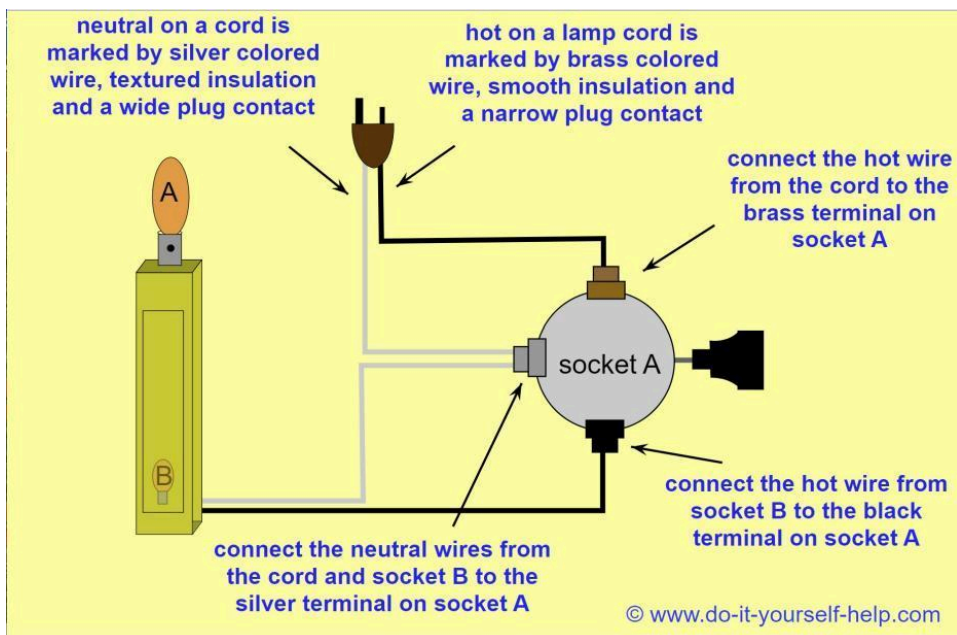 neutral on a cord is
marked by silver colored
wire, textured insulation
and a wide plug contact
hot on a lamp cord is
marked by brass colored
wire, smooth insulation and
a narrow plug contact
connect the hot wire
from the cord to the
brass terminal on
socket A
A
socket A
B
connect the hot wire from
socket B to the black
terminal on socket A
connect the neutral wires from
the cord and socket B to the
silver terminal on socket A
© www.do-it-yourself-help.com